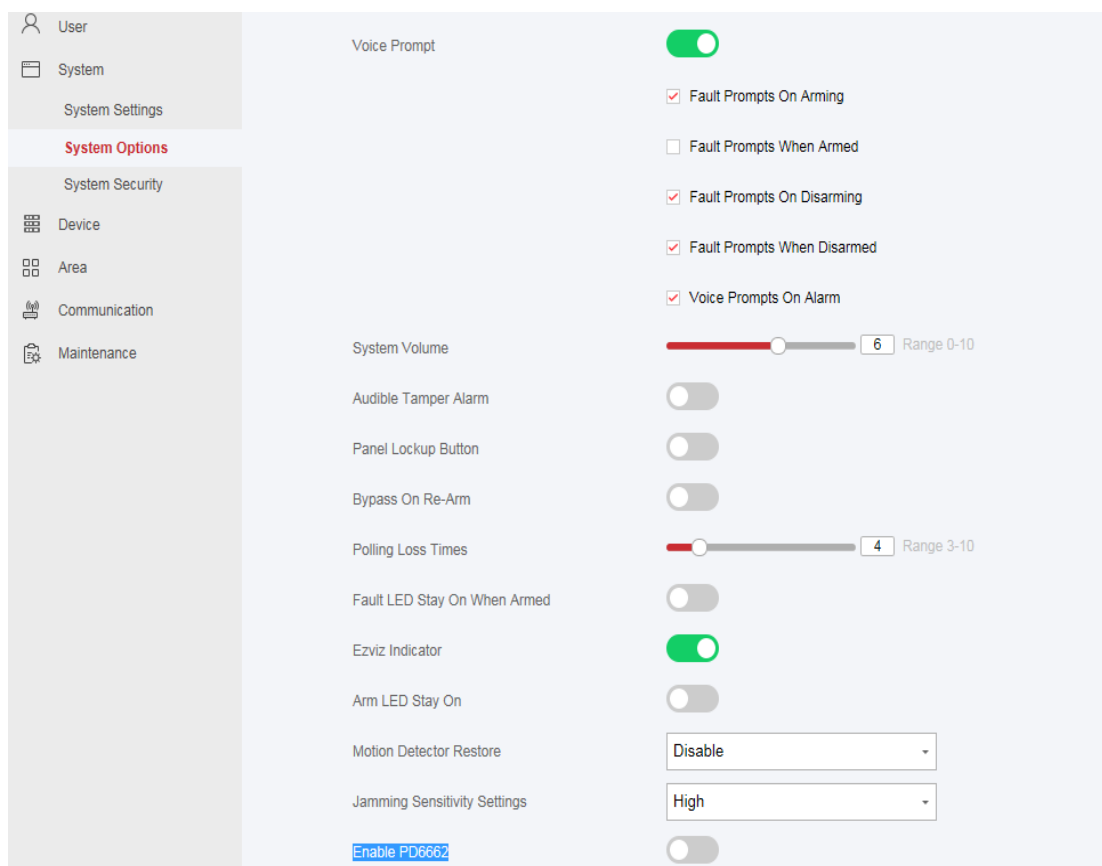 User
System
System Settings
System Options
System Security
Device
Area
Communication
Maintenance
Voice Prompt
Fault Prompts On Arming
Fault Prompts When Armed
Fault Prompts On Disarming
Fault Prompts When Disarmed
Voice Prompts On Alarm
System Volume 6 Range 0-10
Audible Tamper Alarm
Panel Lockup Button
Bypass On Re-Arm
Polling Loss Times 4 Range 3-10
Fault LED Stay On When Armed
Ezviz Indicator
Arm LED Stay On
Motion Detector Restore Disable
Jamming Sensitivity Settings High
Enable PD6662